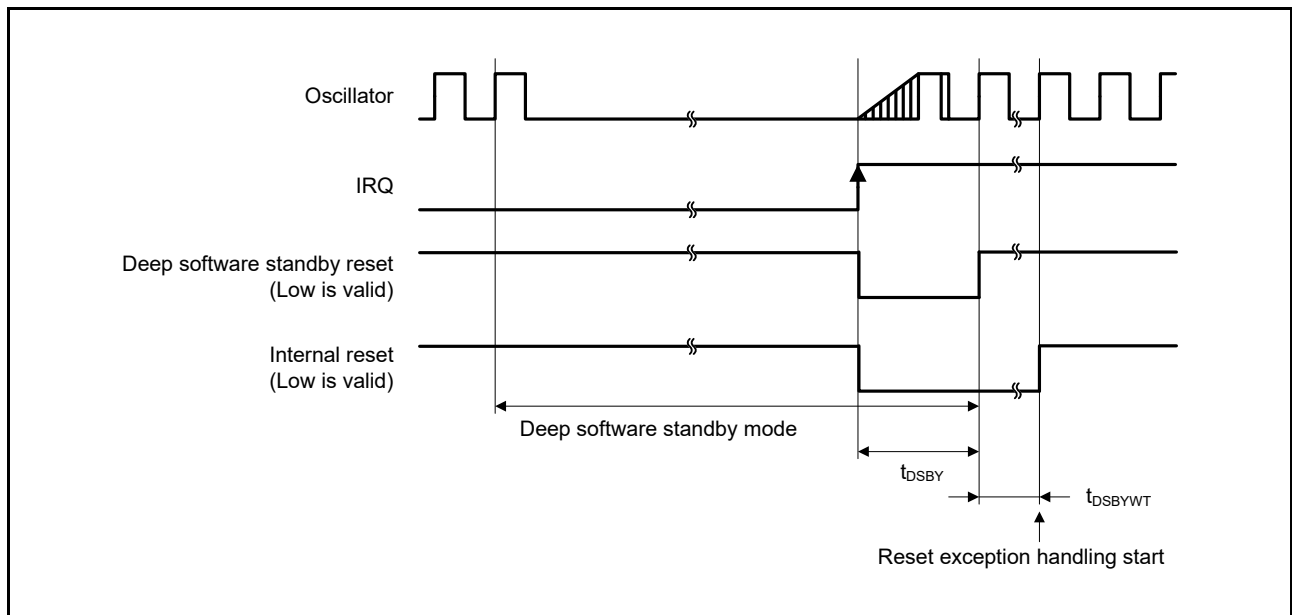 Oscillator
IRQ
Deep software standby reset
(Low is valid)
Internal reset
(Low is valid)
Deep software standby mode
tDSBY
tDSBYWT
Reset exception handling start